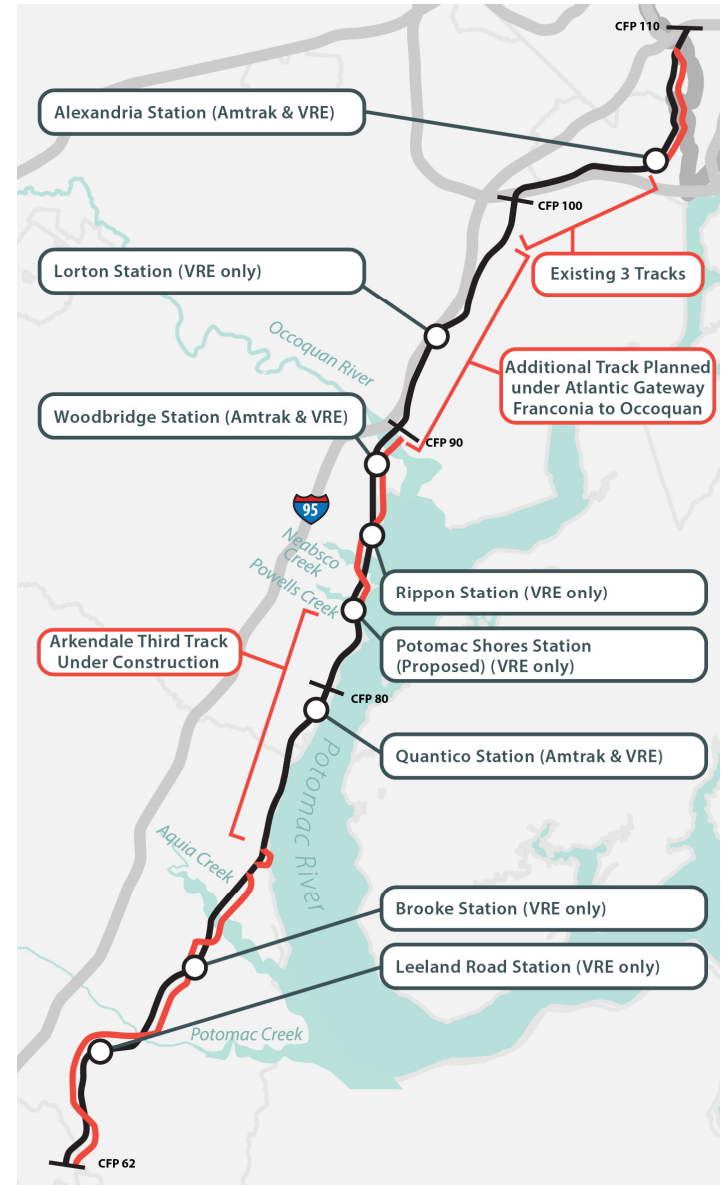 CFP 110
Alexandria Station (Amtrak & VRE)
CFP 100
Lorton Station (VRE only)
Existing 3 Tracks
Occoquan River
Additional Track Planned
under Atlantic Gateway
Franconia to Occoquan
Woodbridge Station (Amtrak & VRE)
CFP 90
95
Neabsco
Creek
Powells Creek
Rippon Station (VRE only)
Arkendale Third Track
Under Construction
Potomac Shores Station
(Proposed) (VRE only)
CFP 80
Quantico Station (Amtrak & VRE)
Potomac River
Aquia Creek
Brooke Station (VRE only)
Leeland Road Station (VRE only)
Potomac Creek
CFP 62